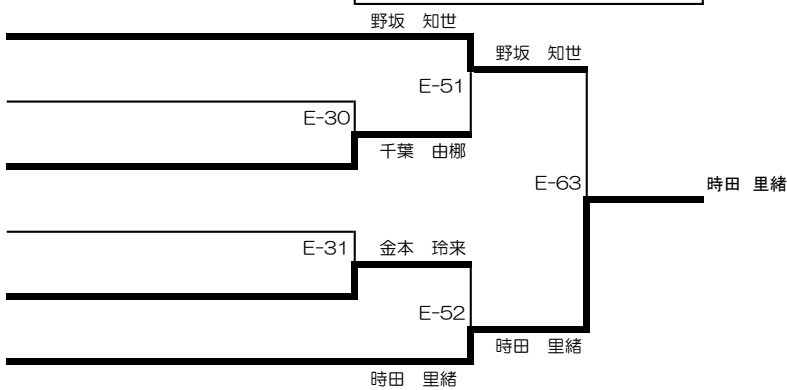 野坂　知世
野坂　知世
E-51
E-30
千葉　由梛
E-63
時田　里緒
E-31
金本　玲来
E-52
時田　里緒
時田　里緒